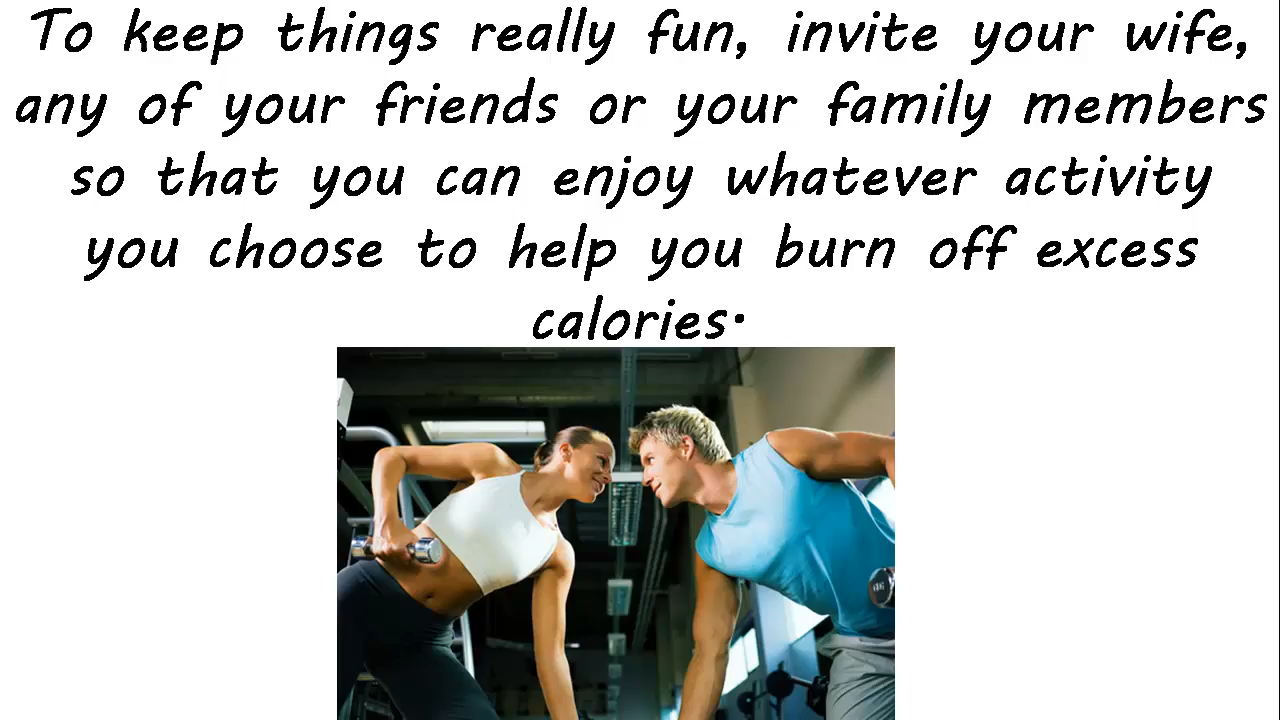 To keep things really fun, invite your wife,
any of your friends or your family members
so that you can enjoy whatever activity
you choose to help you burn off excess
calories.